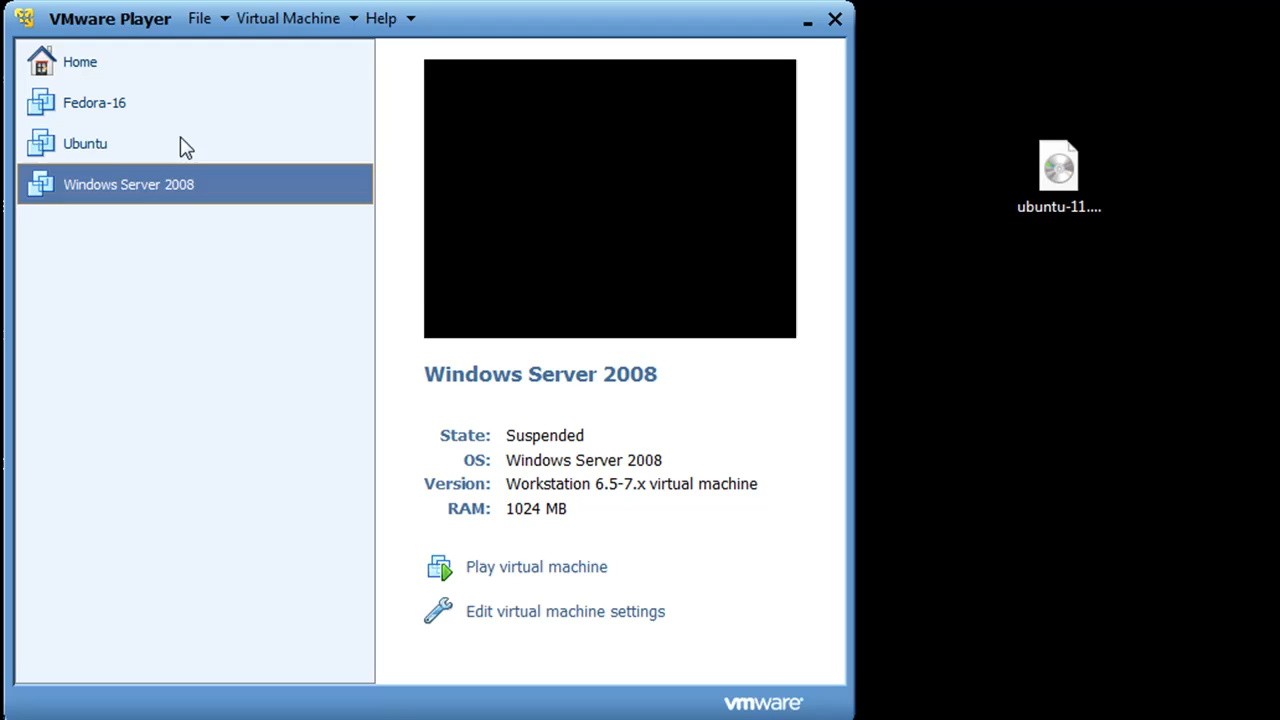 VMware Player File Virtual Machine Help
Home
Fedora-16
Ubuntu
Windows Server 2008
Windows Server 2008
State: Suspended
OS: Windows Server 2008
Version: Workstation 6.5-7.x virtual machine
RAM: 1024 MB
Play virtual machine
Edit virtual machine settings
vmware
ubuntu-11....